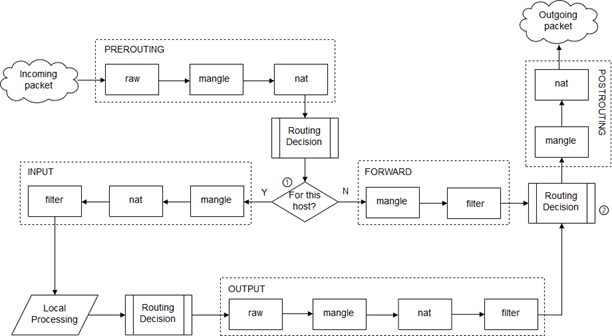 Outgoing
packet
PREROUTING
Incoming
packet
raw
mangle
nat
POSTROUTING
nat
mangle
Routing
Decision
INPUT
filter
nat
mangle
Y
①
For this
host?
N
FORWARD
mangle
filter
Routing
Decision
②
OUTPUT
Local
Processing
Routing
Decision
raw
mangle
nat
filter